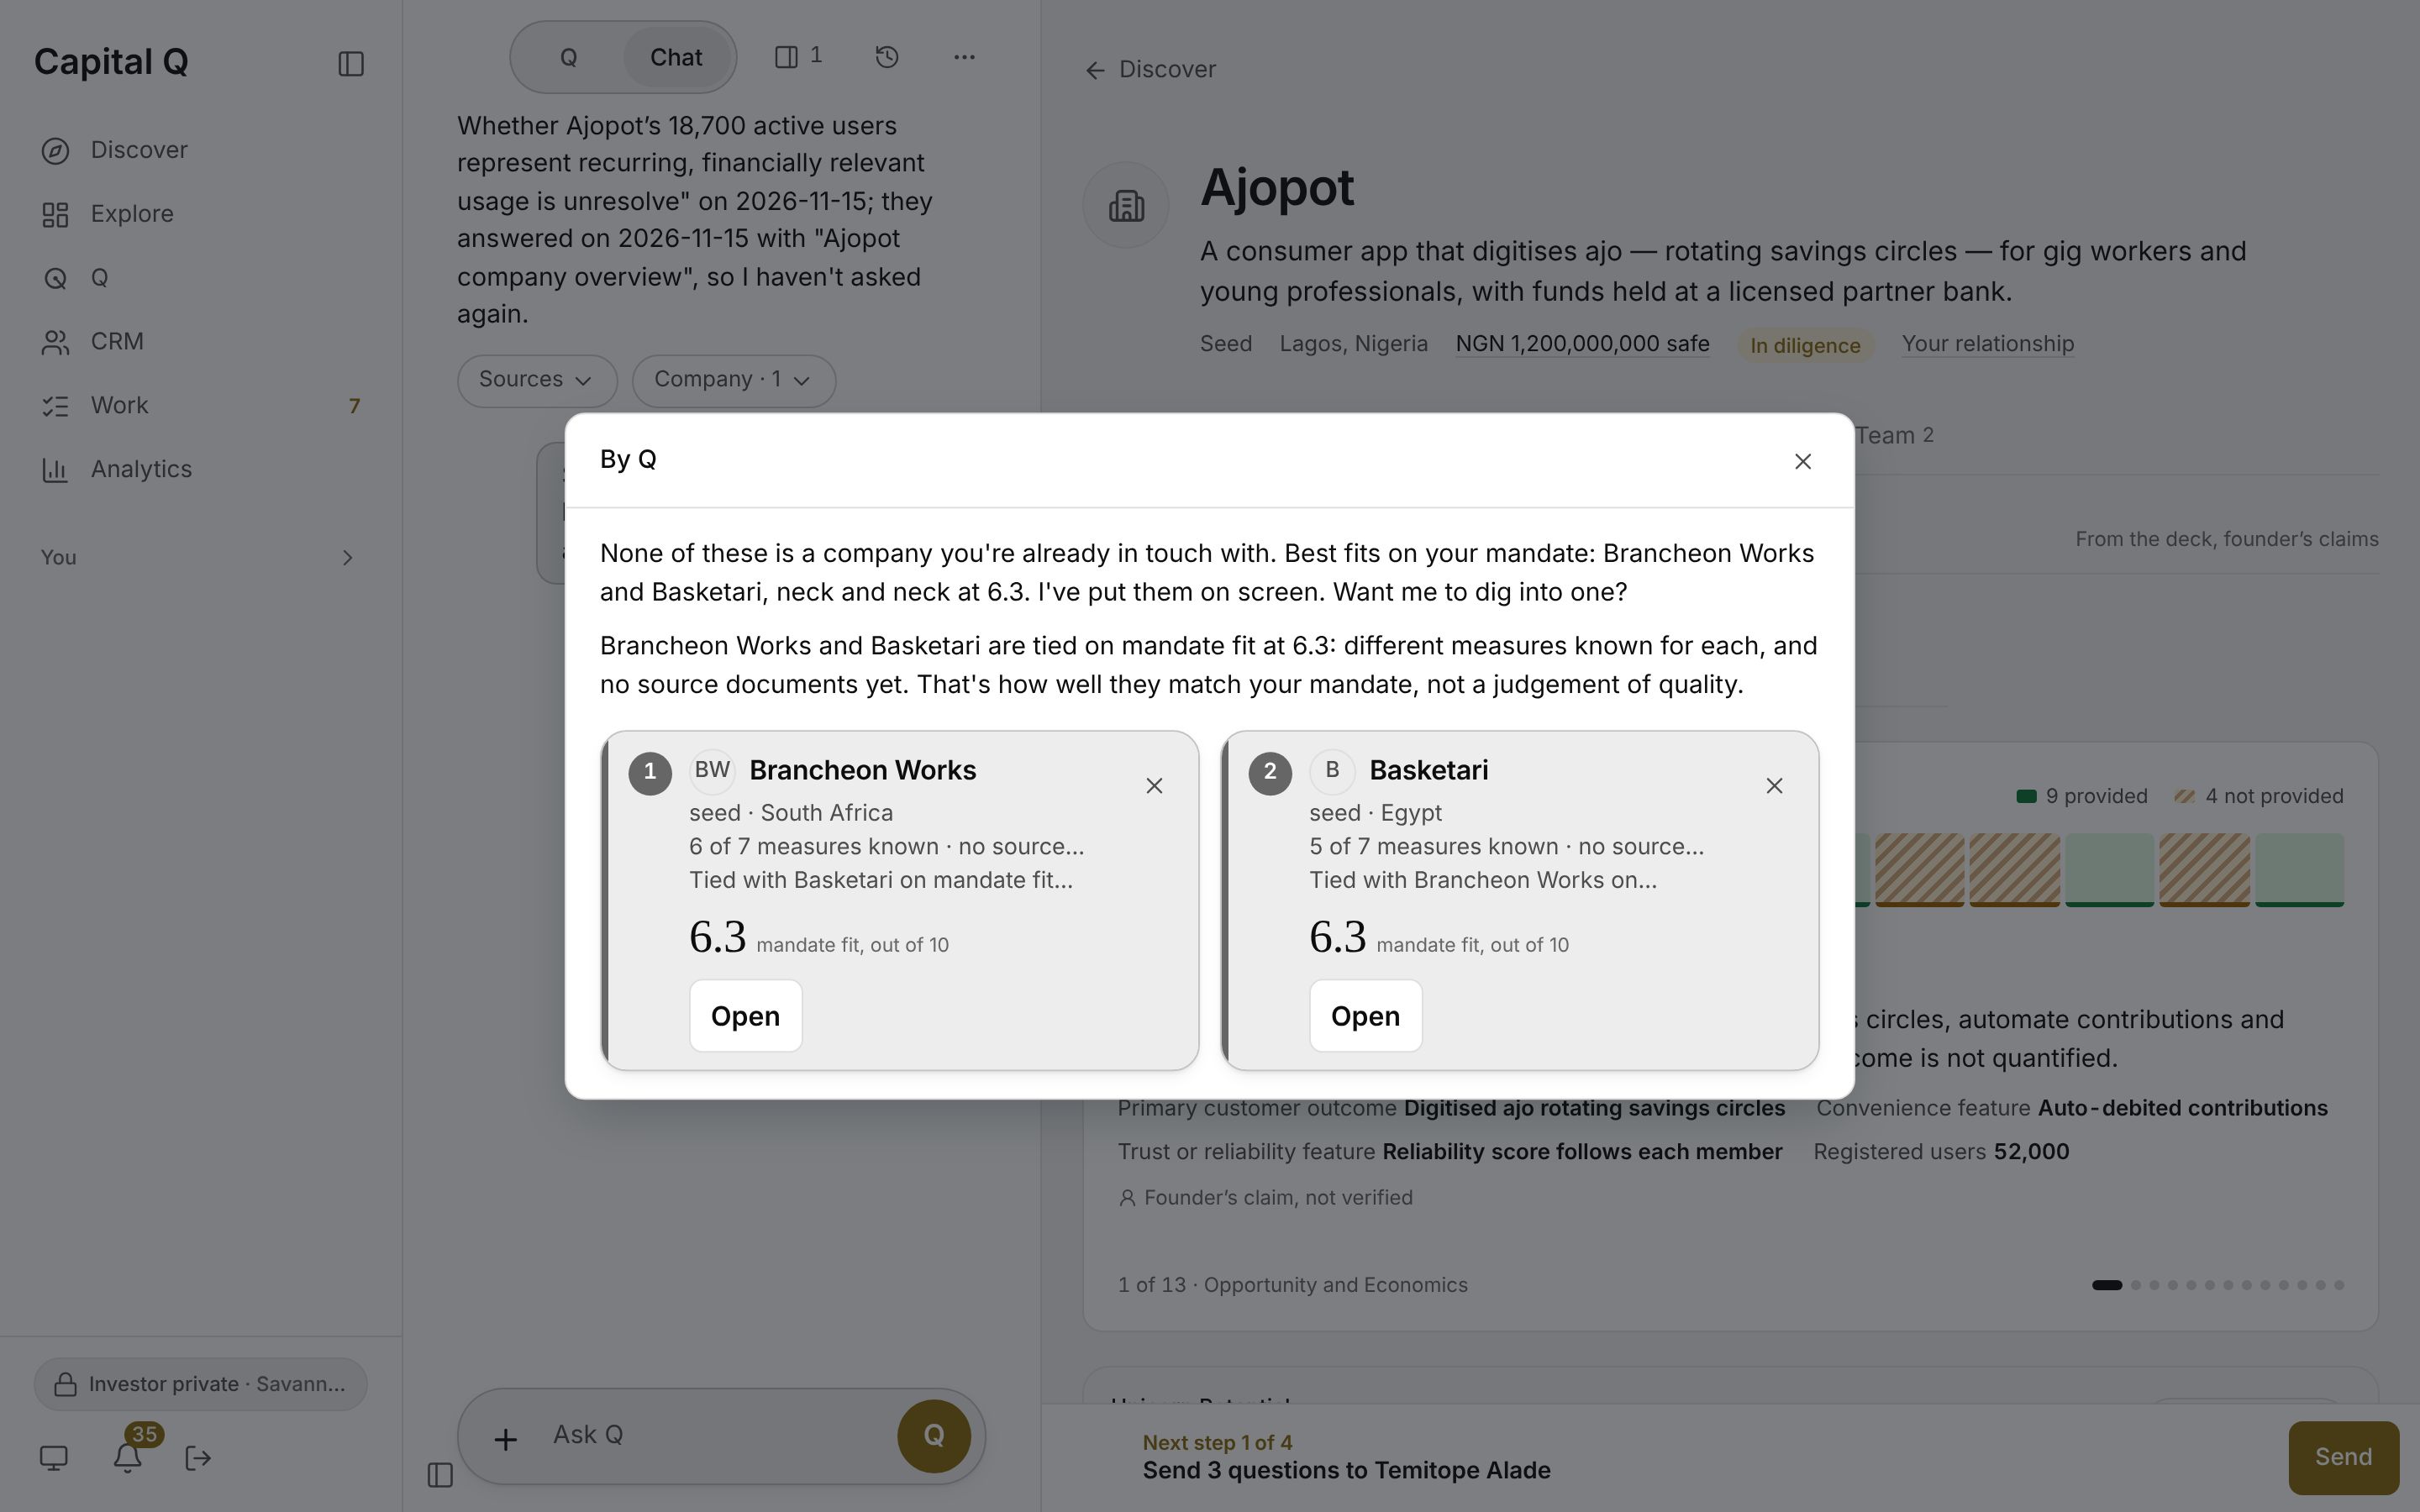 Capital Q
Discover
Explore
Q
CRM
Work 7
Analytics
You
Investor private · Savann...
35
Q Chat 1
Whether Ajopot’s 18,700 active users
represent recurring, financially relevant
usage is unresolve" on 2026-11-15; they
answered on 2026-11-15 with "Ajopot
company overview", so I haven't asked
again.
Sources
Company · 1
Ask Q
Q
Discover
Ajopot
A consumer app that digitises ajo — rotating savings circles — for gig workers and
young professionals, with funds held at a licensed partner bank.
Seed Lagos, Nigeria NGN 1,200,000,000 safe In diligence Your relationship
Team 2
From the deck, founder’s claims
By Q
None of these is a company you're already in touch with. Best fits on your mandate: Brancheon Works
and Basketari, neck and neck at 6.3. I've put them on screen. Want me to dig into one?
Brancheon Works and Basketari are tied on mandate fit at 6.3: different measures known for each, and
no source documents yet. That's how well they match your mandate, not a judgement of quality.
1 BW Brancheon Works
seed · South Africa
6 of 7 measures known · no source...
Tied with Basketari on mandate fit...
6.3 mandate fit, out of 10
Open
2 B Basketari
seed · Egypt
5 of 7 measures known · no source...
Tied with Brancheon Works on...
6.3 mandate fit, out of 10
Open
9 provided 4 not provided
circles, automate contributions and
come is not quantified.
Primary customer outcome Digitised ajo rotating savings circles Convenience feature Auto-debited contributions
Trust or reliability feature Reliability score follows each member Registered users 52,000
Founder’s claim, not verified
1 of 13 · Opportunity and Economics
Next step 1 of 4
Send 3 questions to Temitope Alade
Send